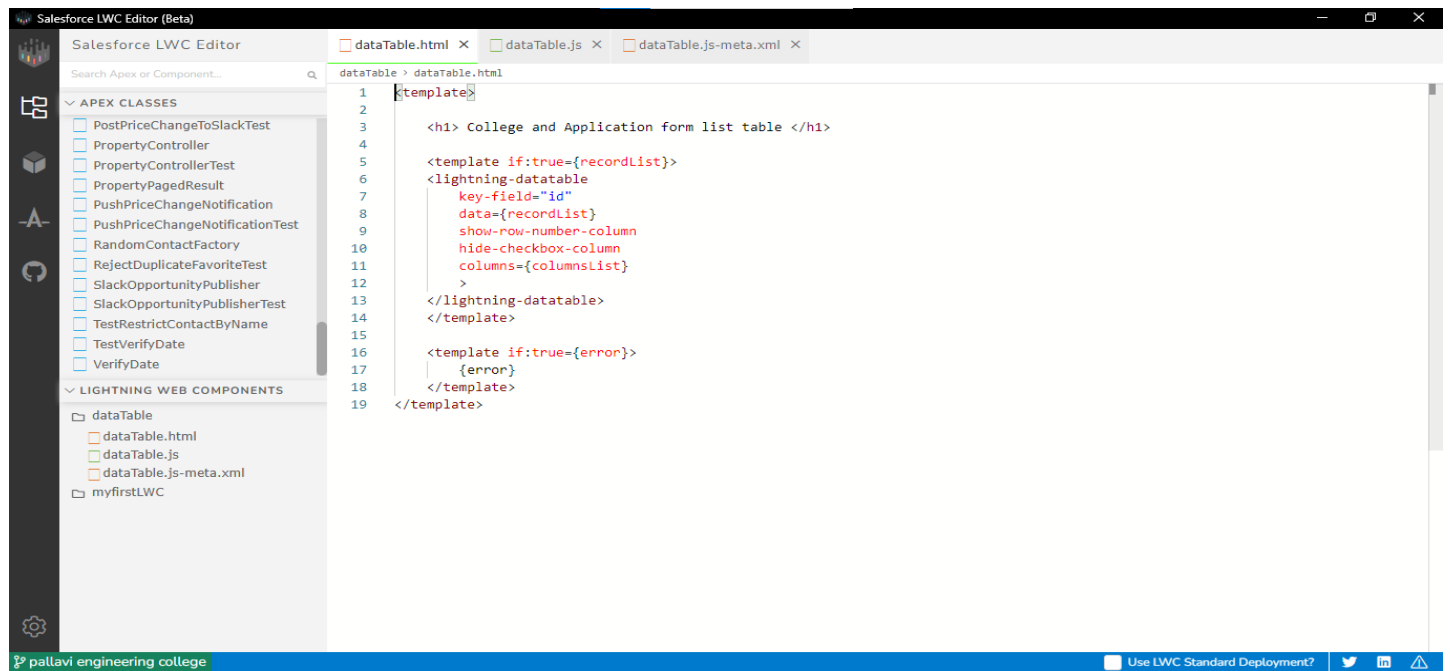 Salesforce LWC Editor (Beta)
Salesforce LWC Editor
Search Apex or Component...
APEX CLASSES
PostPriceChangeToSlackTest
PropertyController
PropertyControllerTest
PropertyPagedResult
PushPriceChangeNotification
PushPriceChangeNotificationTest
RandomContactFactory
RejectDuplicateFavoriteTest
SlackOpportunityPublisher
SlackOpportunityPublisherTest
TestRestrictContactByName
TestVerifyDate
VerifyDate
LIGHTNING WEB COMPONENTS
dataTable
dataTable.html
dataTable.js
dataTable.js-meta.xml
myfirstLWC
dataTable.html dataTable.js dataTable.js-meta.xml
dataTable > dataTable.html
1 <template>
2
3 <h1> College and Application form list table </h1>
4
5 <template if:true={recordList}>
6 <lightning-datatable
7 key-field="id"
8 data={recordList}
9 show-row-number-column
10 hide-checkbox-column
11 columns={columnsList}
12 >
13 </lightning-datatable>
14 </template>
15
16 <template if:true={error}>
17 {error}
18 </template>
19 </template>
pallavi engineering college
Use LWC Standard Deployment?